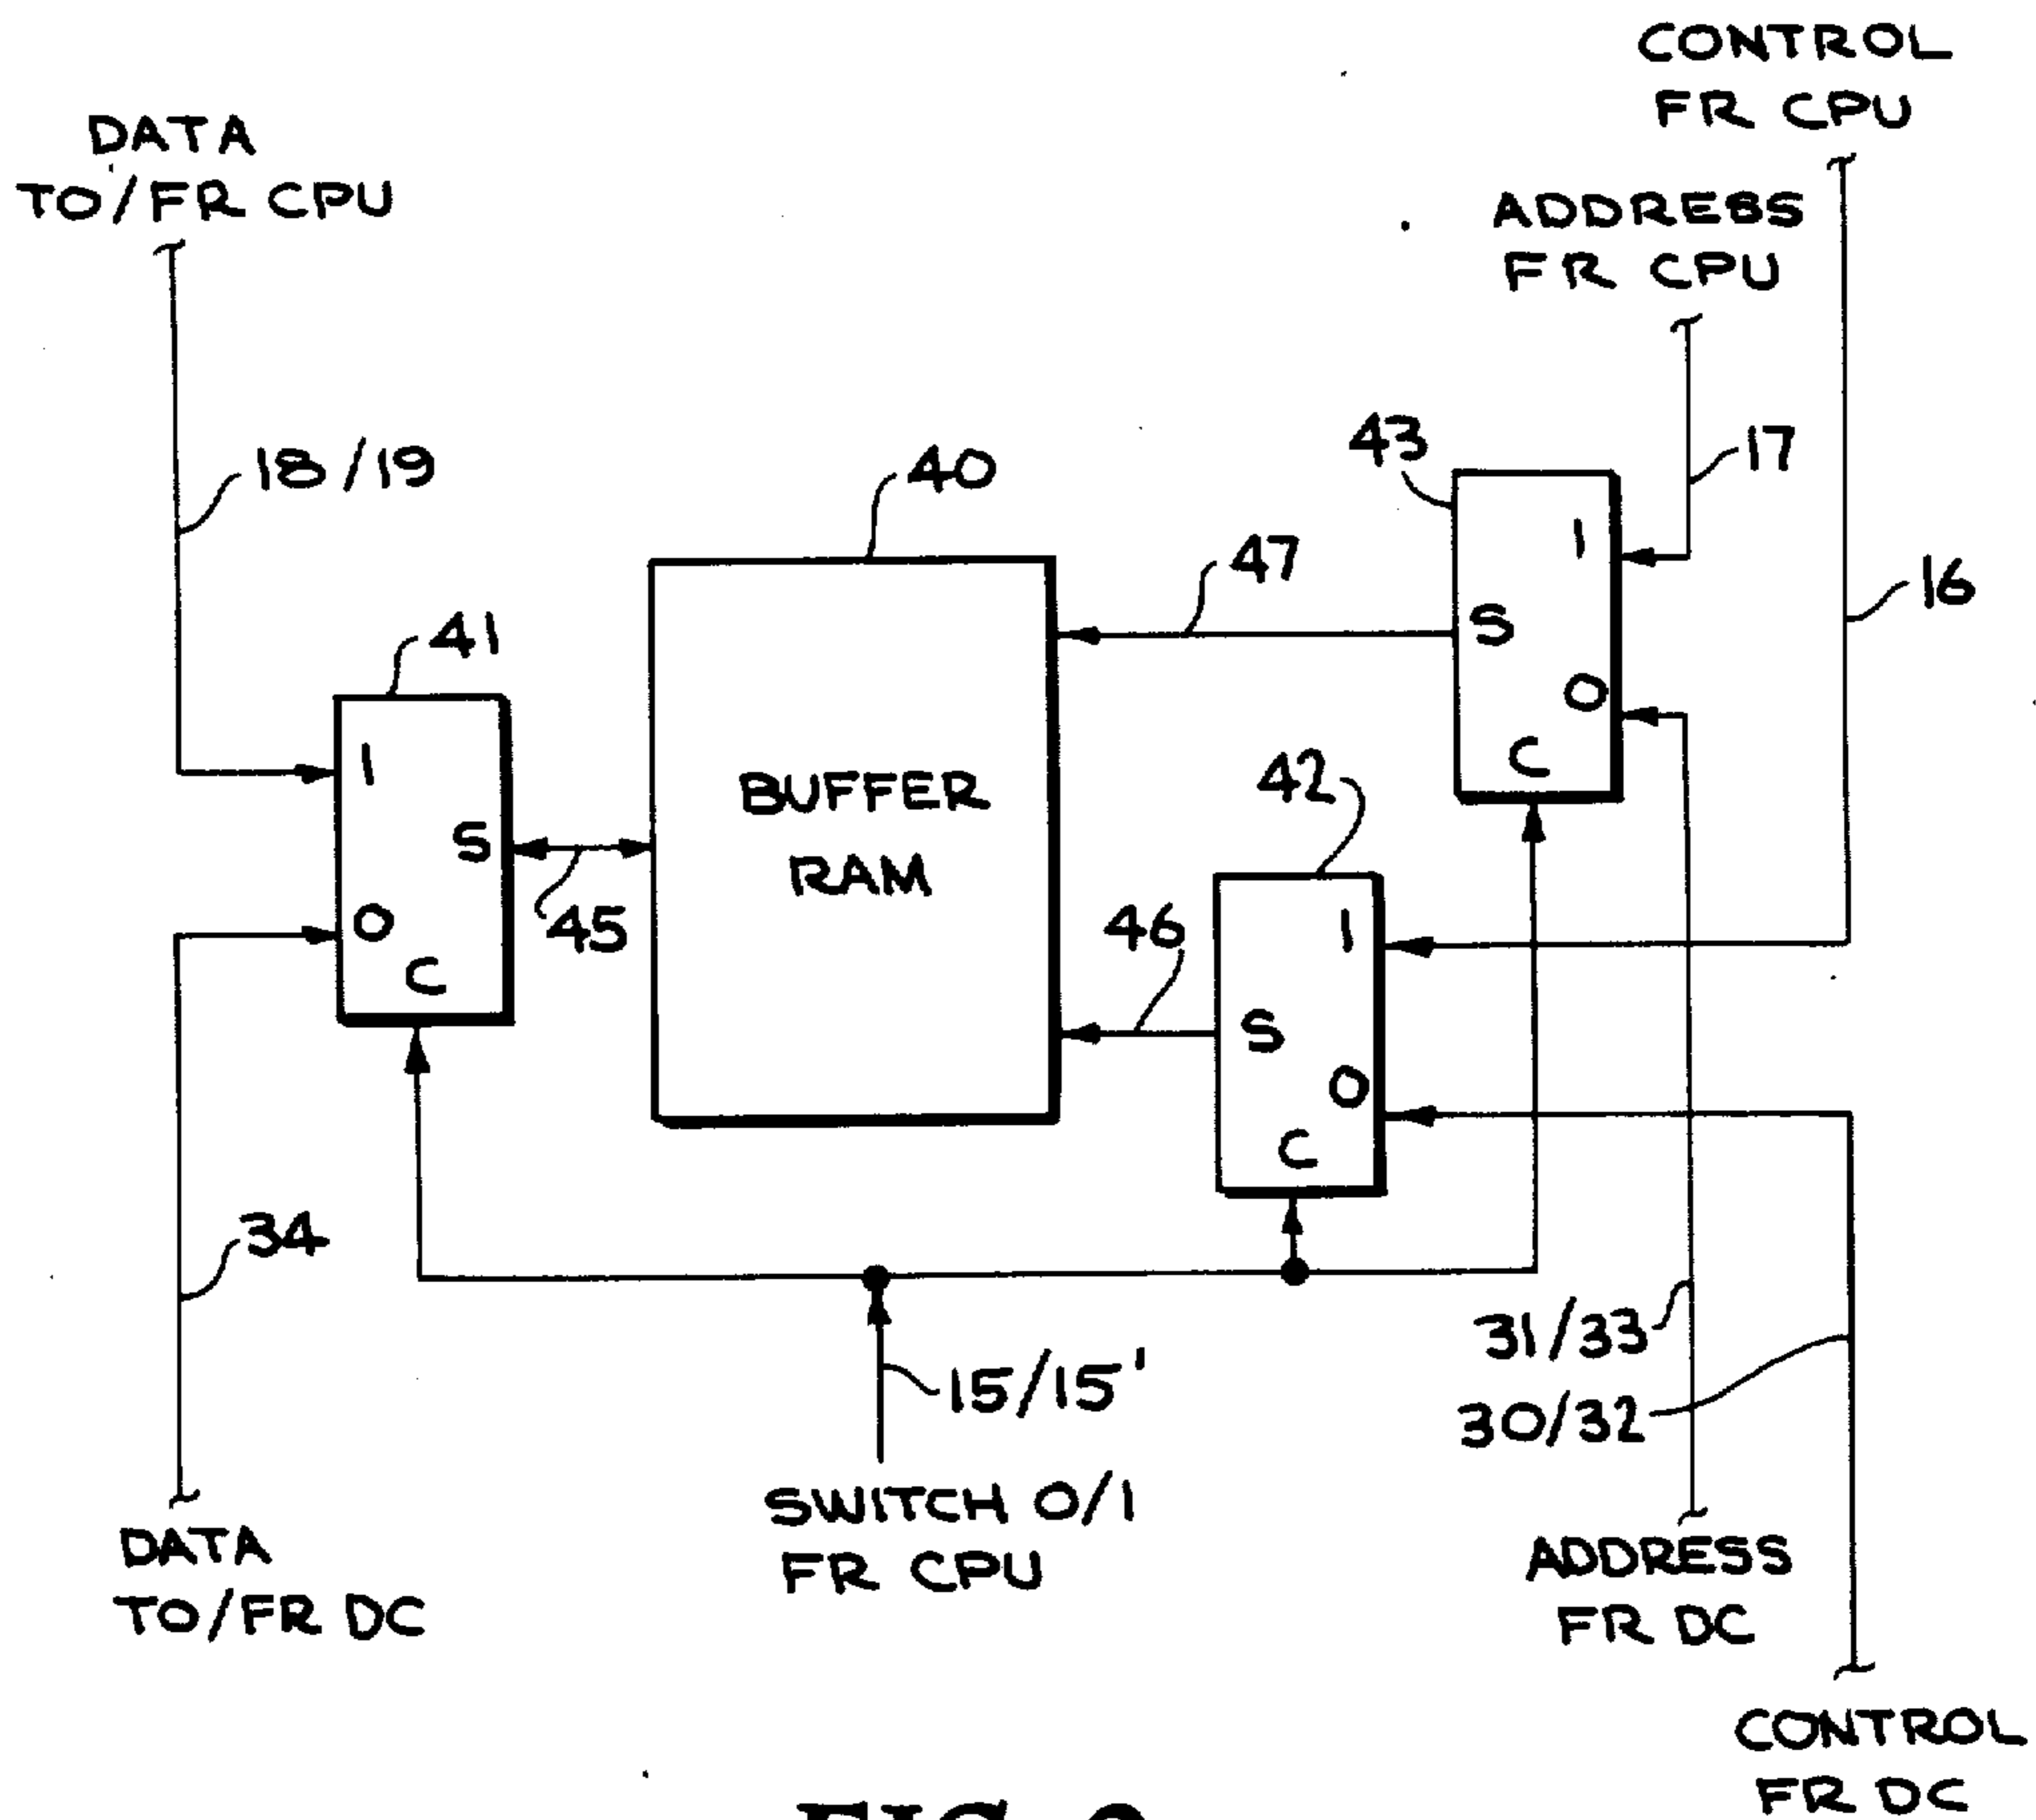 CONTROL
FR CPU
DATA
TO/FR CPU
ADDRESS
FR CPU
18/19
40
43
17
47
16
41
1
S
O
C
1
S
O
C
BUFFER
RAM
45
42
46
1
S
O
C
34
31/33
30/32
15/15'
SWITCH 0/1
FR CPU
DATA
TO/FR DC
ADDRESS
FR DC
CONTROL
FR DC